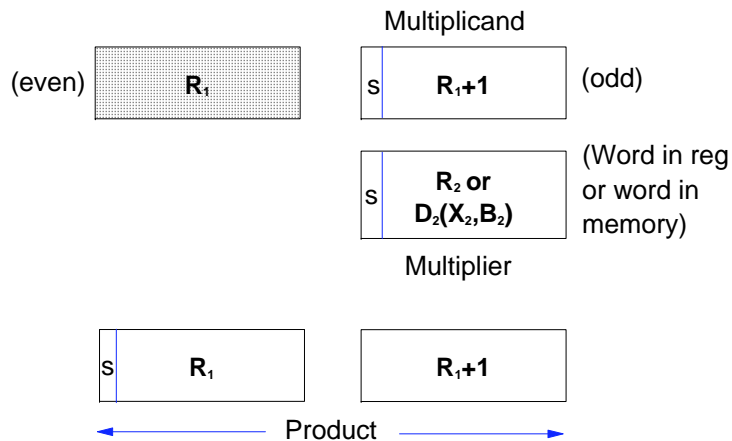 Multiplicand
(even) R₁ s R₁+1 (odd)
s R₂ or D₂(X₂,B₂)
(Word in reg or word in memory)
Multiplier
s R₁ R₁+1
Product